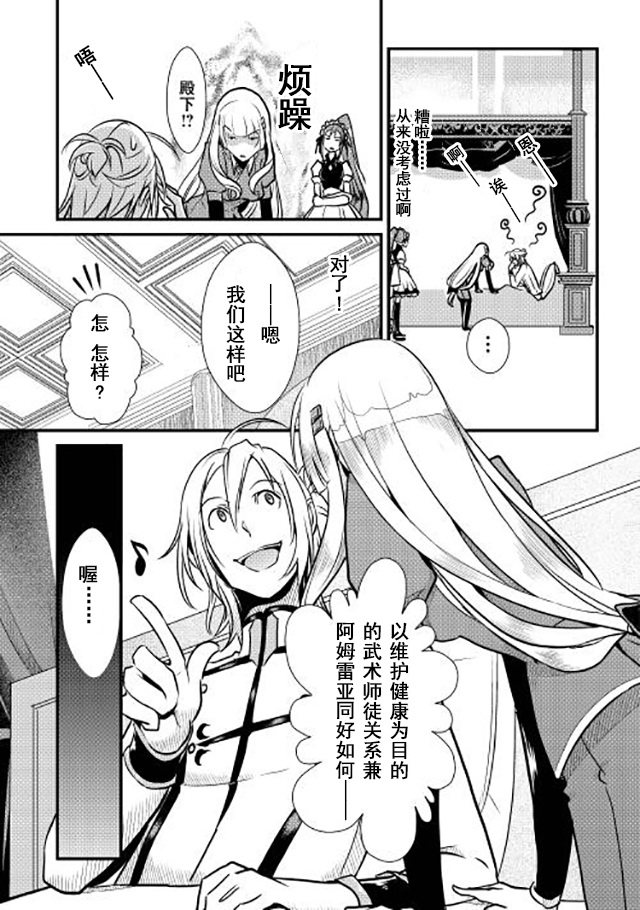 糟啦……
从来没考虑过啊
恩…
诶…
啊…
…
烦躁
殿下!?
唔——
对了！
——嗯
我们这样吧
怎 怎样？
以维护健康为目的
的武术师徒关系兼
阿姆雷亚同好如何——
喔……